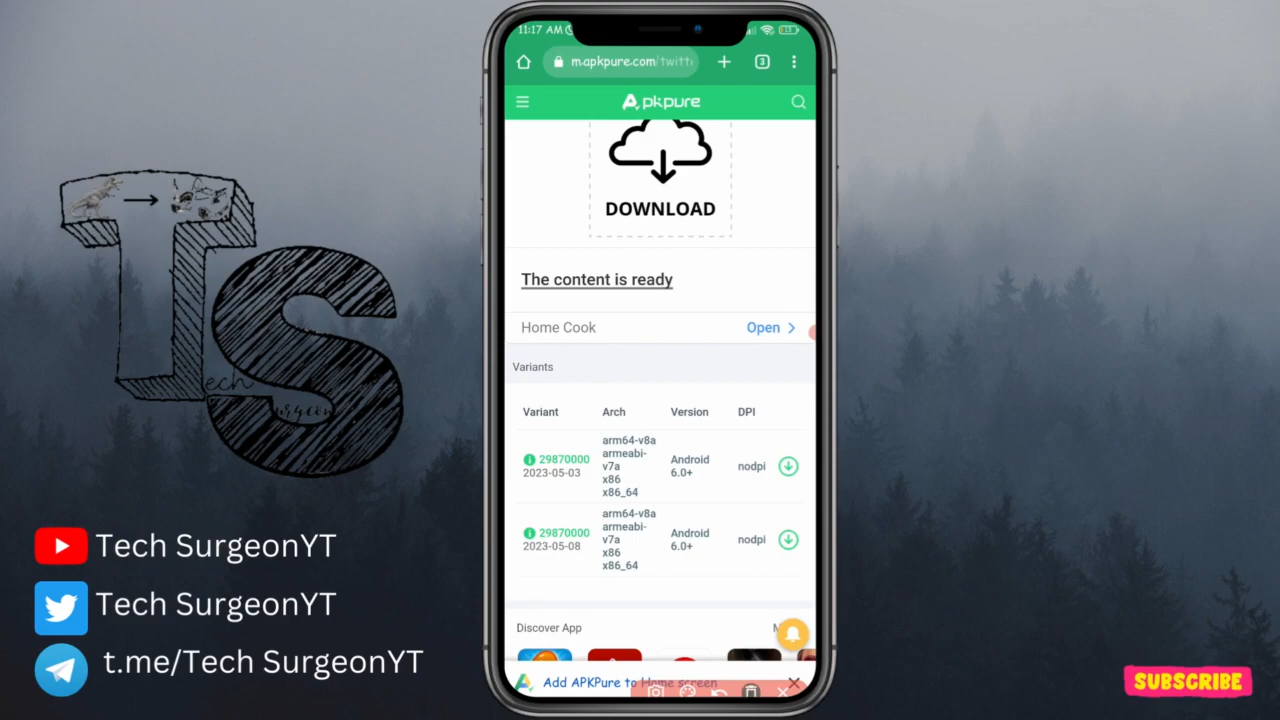 11:17 AM
m.apkpure.com/twitt
3
Apkpure
DOWNLOAD
The content is ready
Home Cook
Open
Variants
Variant Arch Version DPI
29870000
2023-05-03
arm64-v8a
armeabi-
v7a
x86
x86_64
Android
6.0+
nodpi
29870000
2023-05-08
arm64-v8a
armeabi-
v7a
x86
x86_64
Android
6.0+
nodpi
Discover App
Add APKPure to Home screen
TS
Tech
Surgeon
Tech SurgeonYT
Tech SurgeonYT
t.me/Tech SurgeonYT
SUBSCRIBE